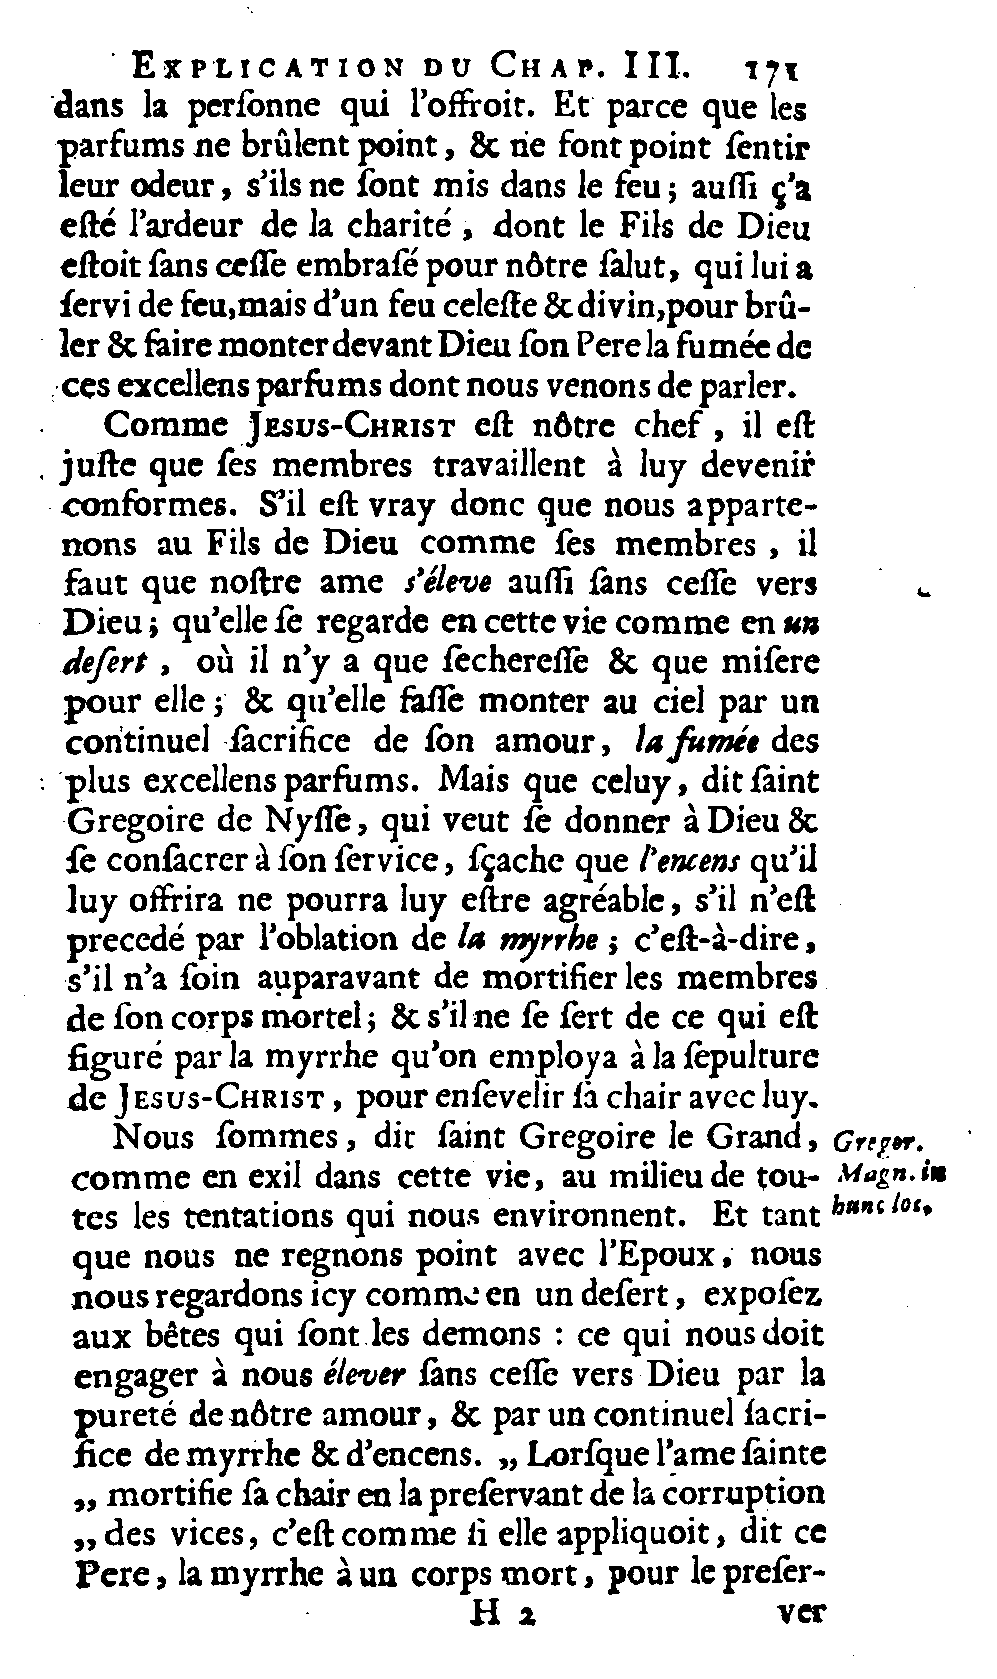 EXPLICATION DU CHAP. III. 171
dans la perſonne qui l'offroit. Et parce que les
parfums ne brûlent point, & ne font point ſentir
leur odeur, s'ils ne ſont mis dans le feu; auſſi ç'a
eſté l'ardeur de la charité, dont le Fils de Dieu
eſtoit ſans ceſſe embraſé pour nôtre ſalut, qui lui a
ſervi de feu, mais d'un feu celeſte & divin, pour brû-
ler & faire monter devant Dieu ſon Pere la fumée de
ces excellens parfums dont nous venons de parler.
Comme JESUS-CHRIST eſt nôtre chef, il eſt
juſte que ſes membres travaillent à luy devenir
conformes. S'il eſt vray donc que nous apparte-
nons au Fils de Dieu comme ſes membres, il
faut que noſtre ame s'éleve auſſi ſans ceſſe vers
Dieu; qu'elle ſe regarde en cette vie comme en un
deſert, où il n'y a que ſechereſſe & que miſere
pour elle; & qu'elle faſſe monter au ciel par un
continuel ſacrifice de ſon amour, la fumée des
plus excellens parfums. Mais que celuy, dit ſaint
Gregoire de Nyſſe, qui veut ſe donner à Dieu &
ſe conſacrer à ſon ſervice, ſçache que l'encens qu'il
luy offrira ne pourra luy eſtre agréable, s'il n'eſt
precedé par l'oblation de la myrrhe; c'eſt-à-dire,
s'il n'a ſoin auparavant de mortifier les membres
de ſon corps mortel; & s'il ne ſe ſert de ce qui eſt
figuré par la myrrhe qu'on employa à la ſepulture
de JESUS-CHRIST, pour enſevelir ſa chair avec luy.
Nous ſommes, dit ſaint Gregoire le Grand, Gregor.
comme en exil dans cette vie, au milieu de tou- Magn. in
tes les tentations qui nous environnent. Et tant hunc loc.
que nous ne regnons point avec l'Epoux, nous
nous regardons icy comme en un deſert, expoſez
aux bêtes qui ſont les demons : ce qui nous doit
engager à nous élever ſans ceſſe vers Dieu par la
pureté de nôtre amour, & par un continuel ſacri-
fice de myrrhe & d'encens. „ Lorſque l'ame ſainte
„ mortifie ſa chair en la preſervant de la corruption
„ des vices, c'eſt comme ſi elle appliquoit, dit ce
Pere, la myrrhe à un corps mort, pour le preſer-
H 2 ver